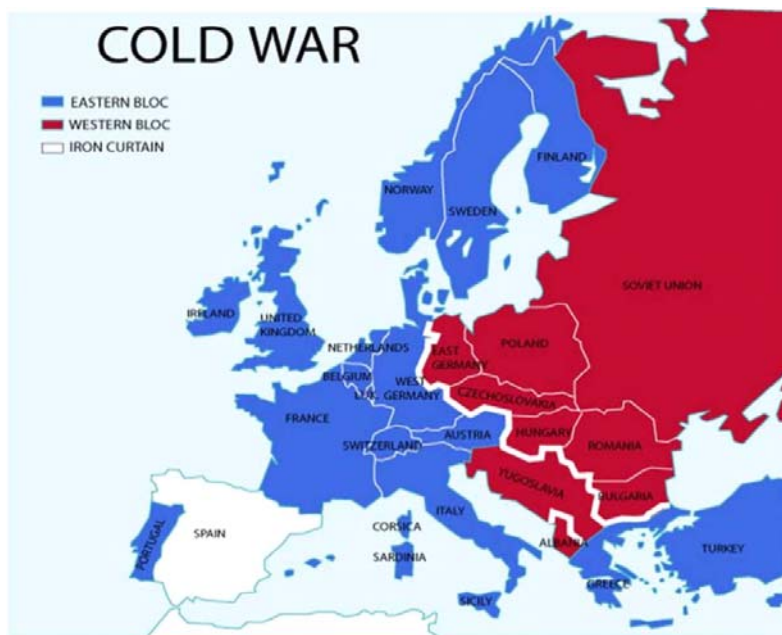 COLD WAR
EASTERN BLOC
WESTERN BLOC
IRON CURTAIN
FINLAND
NORWAY
SWEDEN
SOVIET UNION
IRELAND
UNITED
KINGDOM
NETHERLANDS
POLAND
EAST
GERMANY
BELGIUM
WEST
GERMANY
LUX.
CZECHOSLOVARIA
FRANCE
AUSTRIA
HUNGARY
SWITZERLAND
ROMANIA
YUGOSLAVIA
BULGARIA
ITALY
CORSICA
SPAIN
PORTUGAL
ALBANIA
TURKEY
SARDINIA
GREECE
SICILY